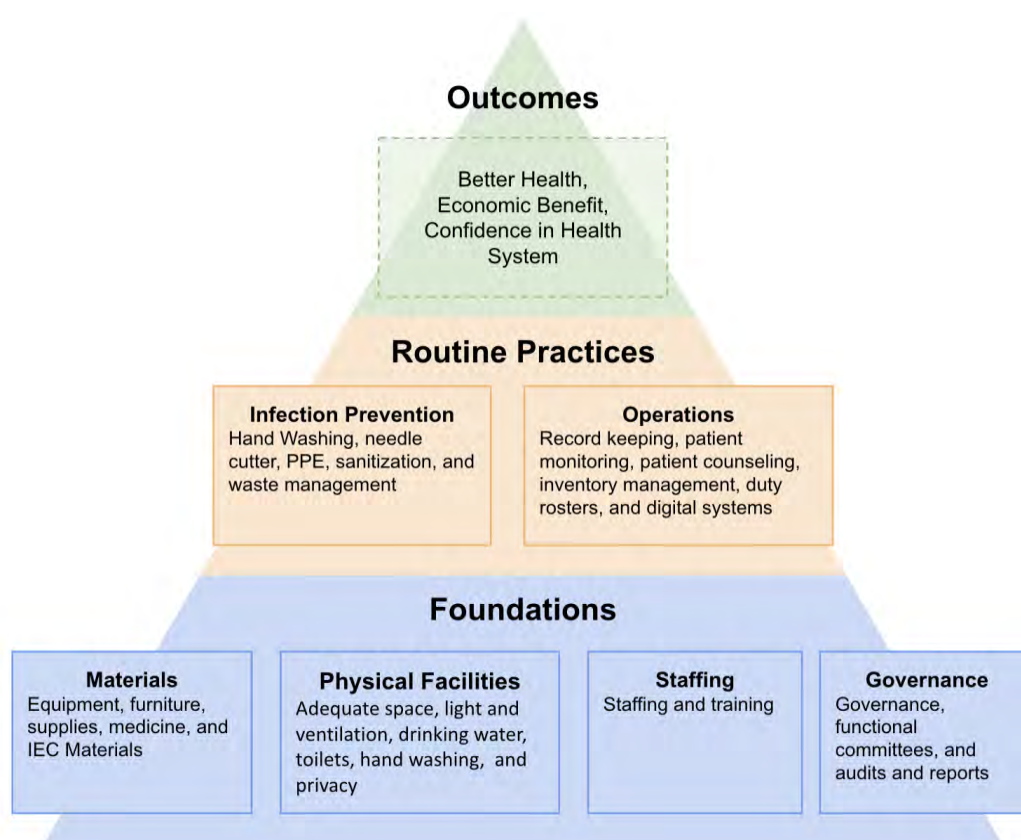 Outcomes
Better Health,
Economic Benefit,
Confidence in Health
System
Routine Practices
Infection Prevention
Hand Washing, needle
cutter, PPE, sanitization, and
waste management
Operations
Record keeping, patient
monitoring, patient counseling,
inventory management, duty
rosters, and digital systems
Foundations
Materials
Equipment, furniture,
supplies, medicine, and
IEC Materials
Physical Facilities
Adequate space, light and
ventilation, drinking water,
toilets, hand washing, and
privacy
Staffing
Staffing and training
Governance
Governance,
functional
committees, and
audits and reports